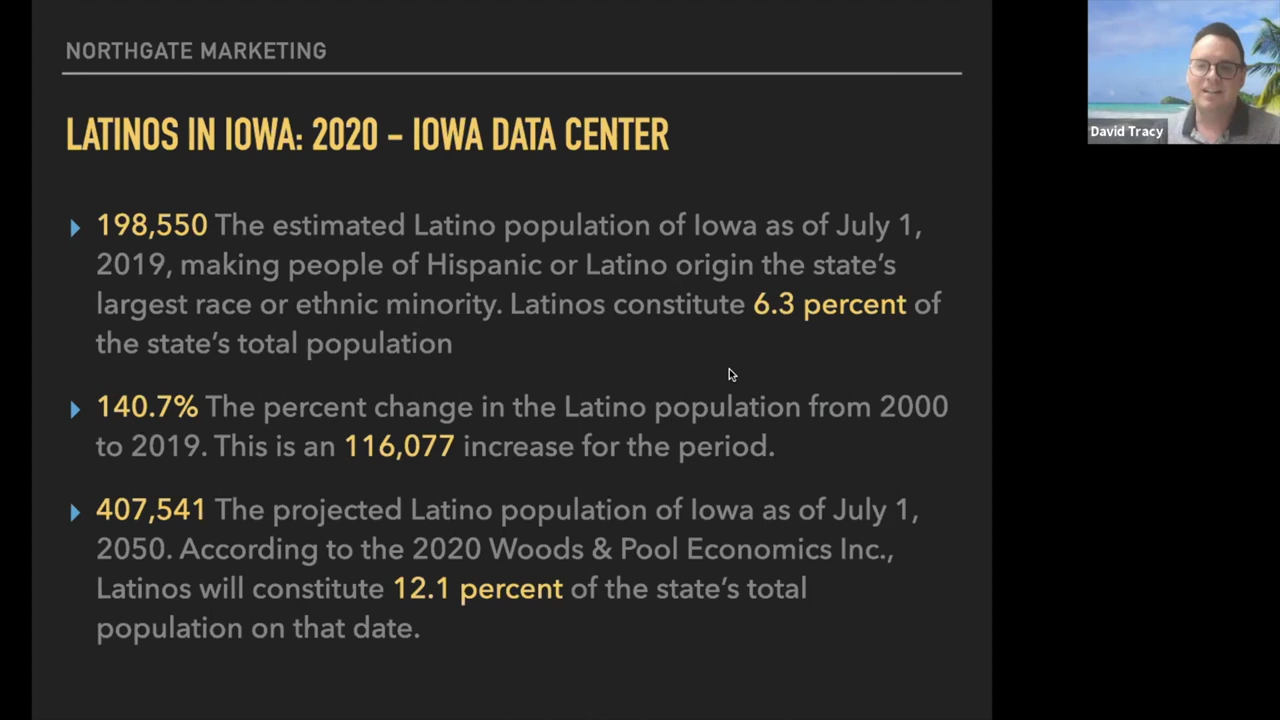 NORTHGATE MARKETING
LATINOS IN IOWA: 2020 – IOWA DATA CENTER
198,550 The estimated Latino population of Iowa as of July 1,
2019, making people of Hispanic or Latino origin the state's
largest race or ethnic minority. Latinos constitute 6.3 percent of
the state's total population
140.7% The percent change in the Latino population from 2000
to 2019. This is an 116,077 increase for the period.
407,541 The projected Latino population of Iowa as of July 1,
2050. According to the 2020 Woods & Pool Economics Inc.,
Latinos will constitute 12.1 percent of the state's total
population on that date.
David Tracy